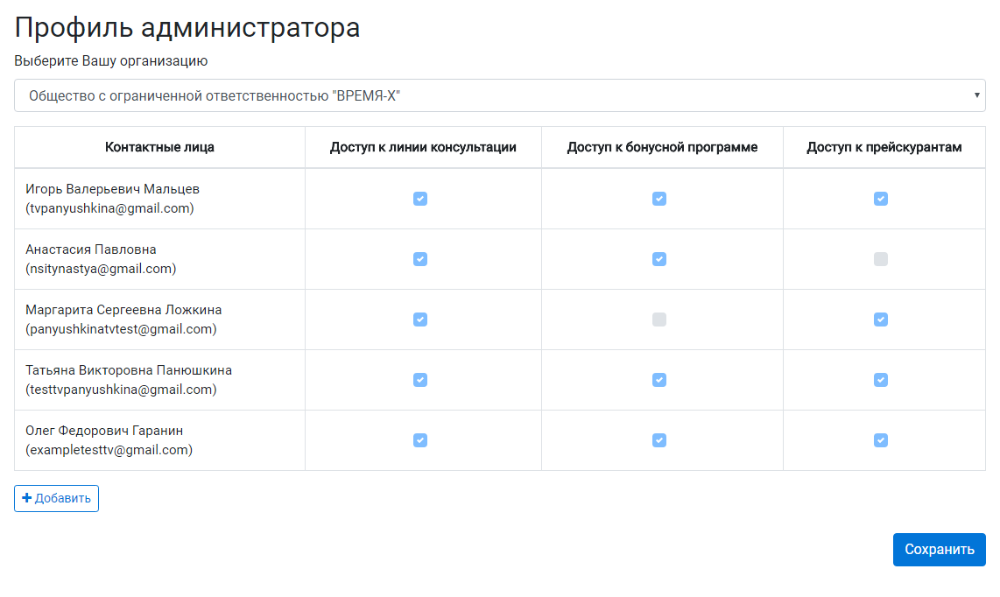 Профиль администратора
Выберите Вашу организацию
Общество с ограниченной ответственностью "ВРЕМЯ-Х"
Контактные лица Доступ к линии консультации Доступ к бонусной программе Доступ к прейскурантам
Игорь Валерьевич Мальцев
(tvpanyushkina@gmail.com)
Анастасия Павловна
(nsitynastya@gmail.com)
Маргарита Сергеевна Ложкина
(panyushkinatvtest@gmail.com)
Татьяна Викторовна Панюшкина
(testtvpanyushkina@gmail.com)
Олег Федорович Гаранин
(exampletesttv@gmail.com)
Добавить
Сохранить